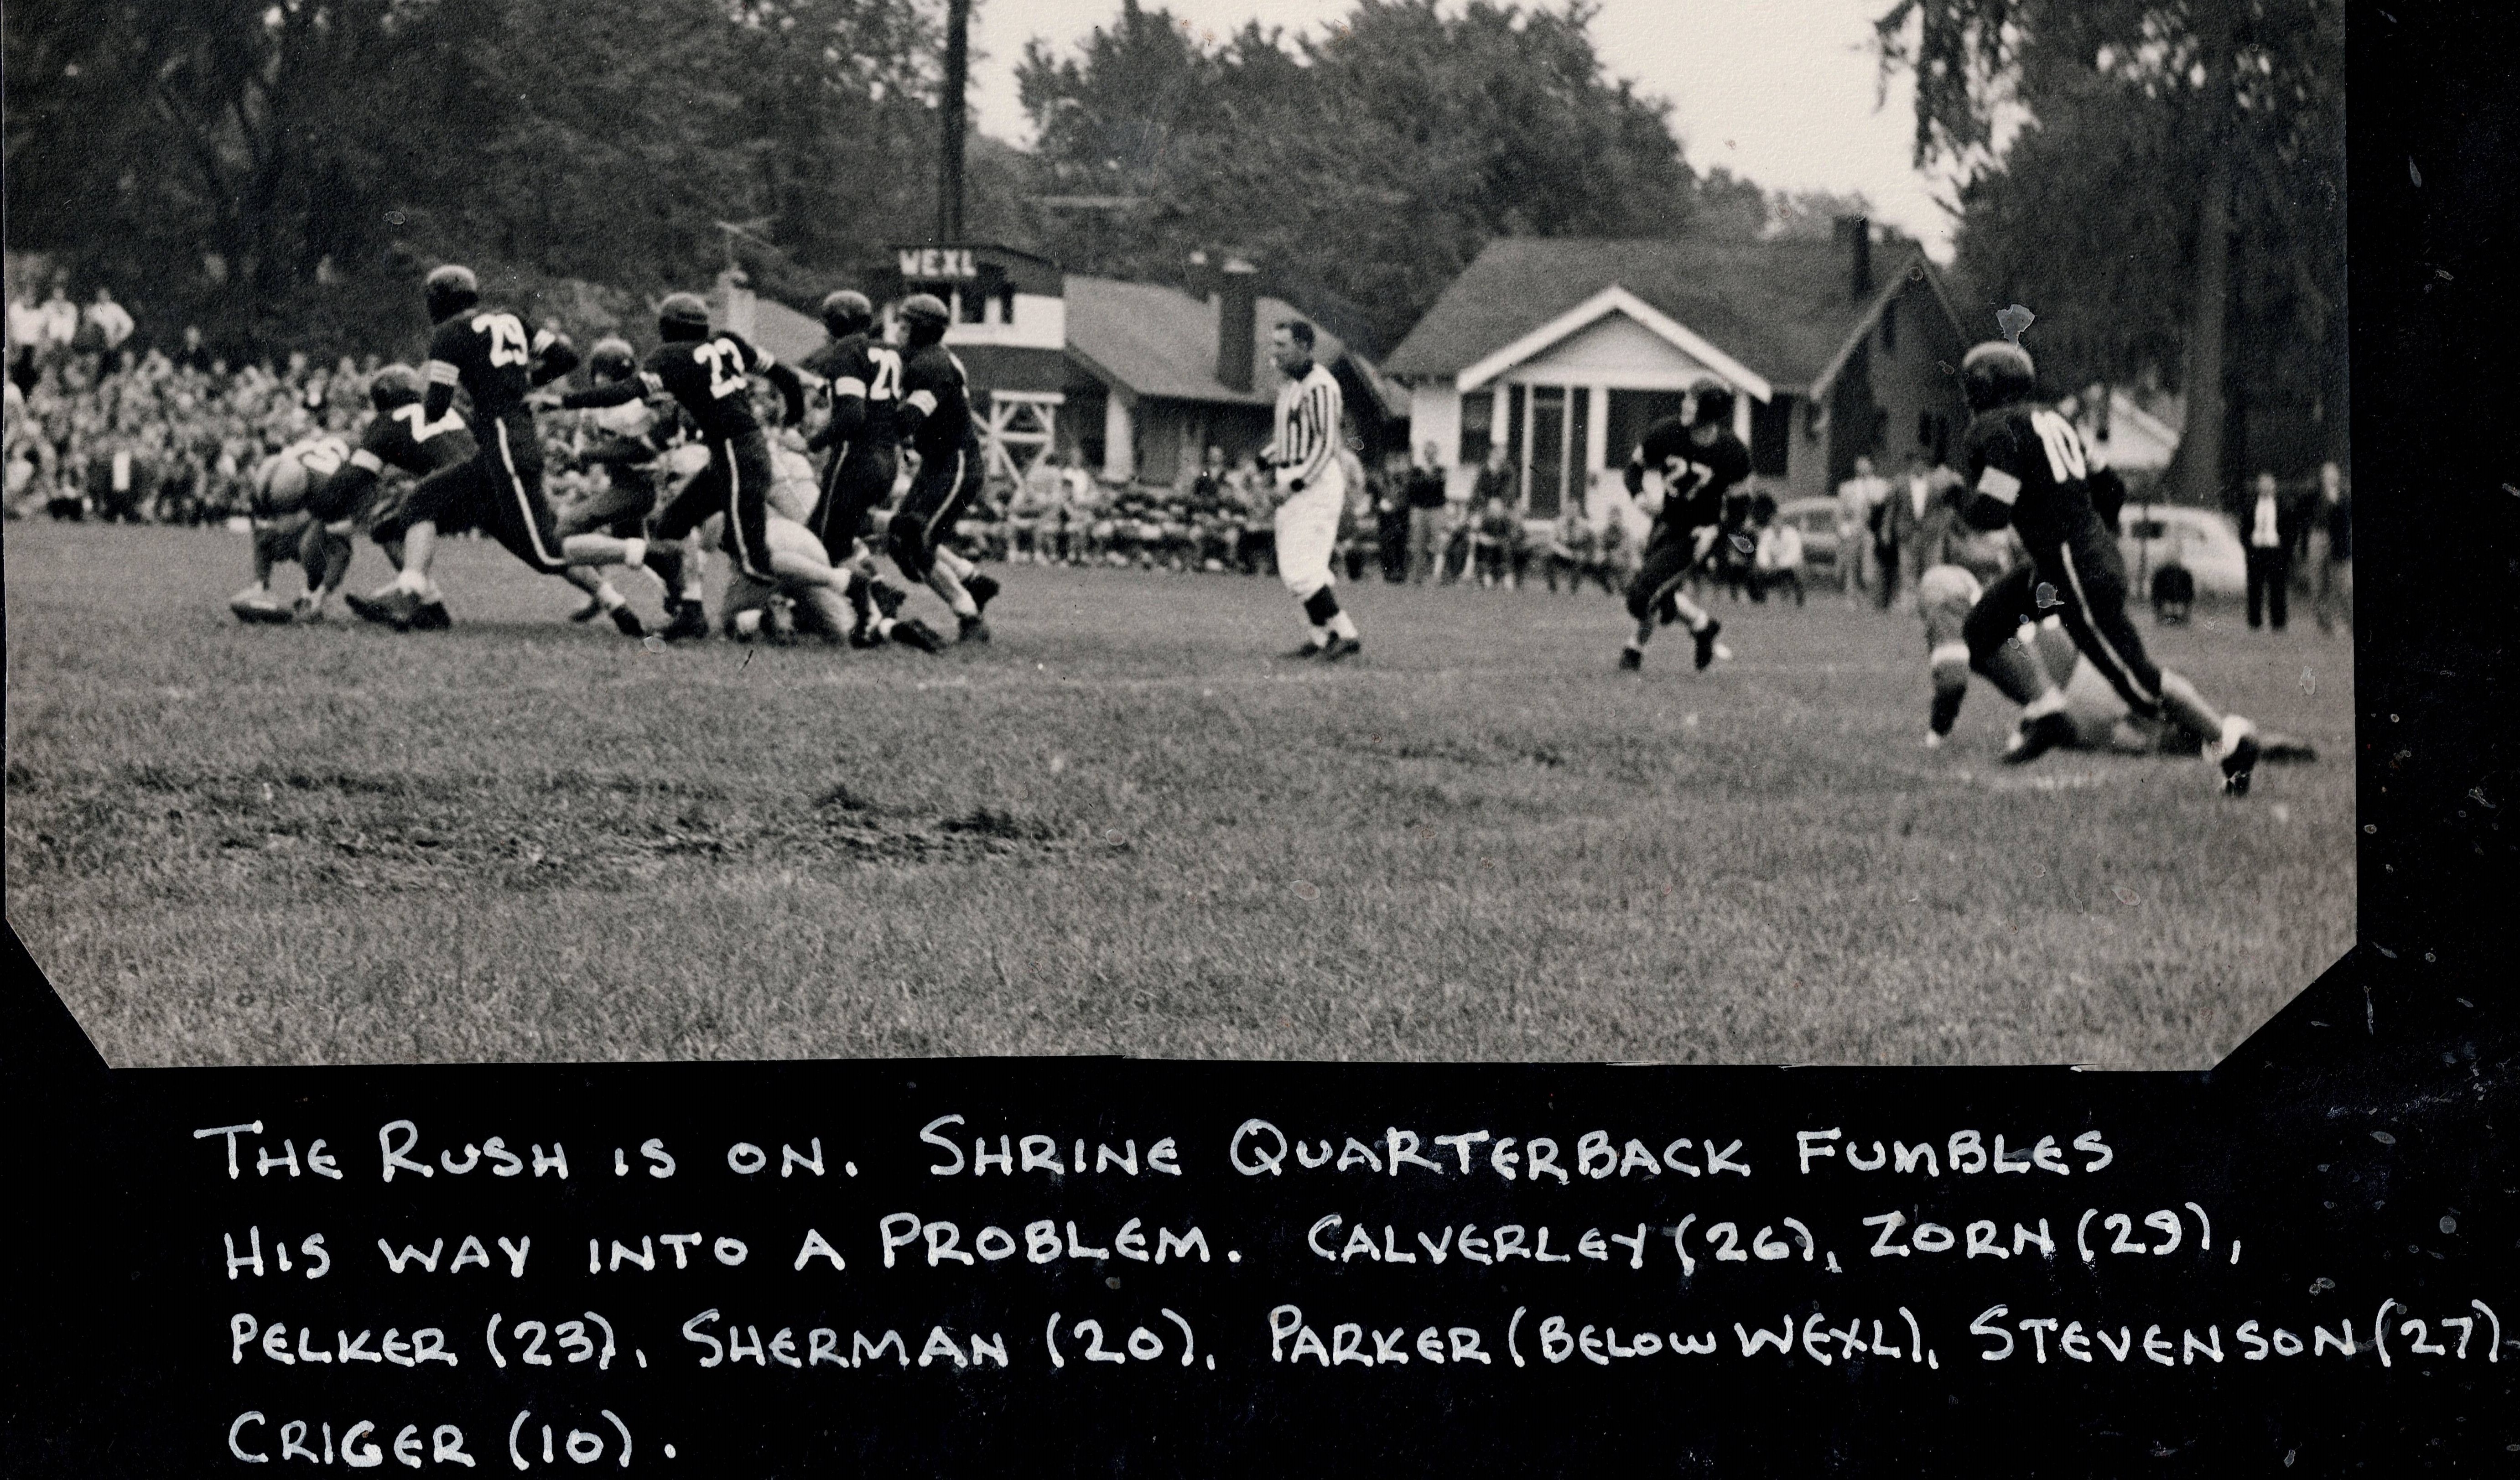 WEXL
29
23
20
27
10
THE RUSH IS ON. SHRINE QUARTERBACK FUMBLES
HIS WAY INTO A PROBLEM. CALVERLEY (26), ZORN (29),
PELKER (23), SHERMAN (20), PARKER (BELOW WEXL), STEVENSON (27)
CRIGER (10).